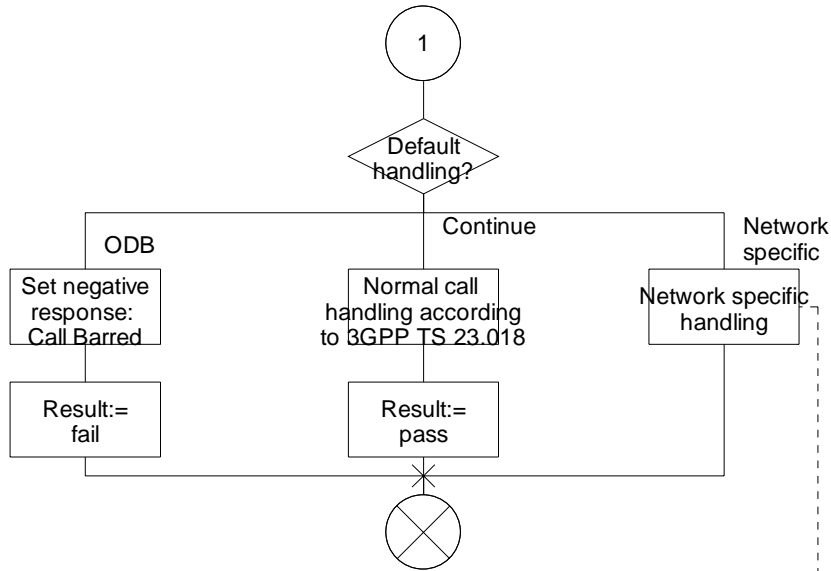 1
Default
handling?
ODB
Continue
Network
specific
Set negative
response:
Call Barred
Normal call
handling according
to 3GPP TS 23.018
Network specific
handling
Result:=
fail
Result:=
pass